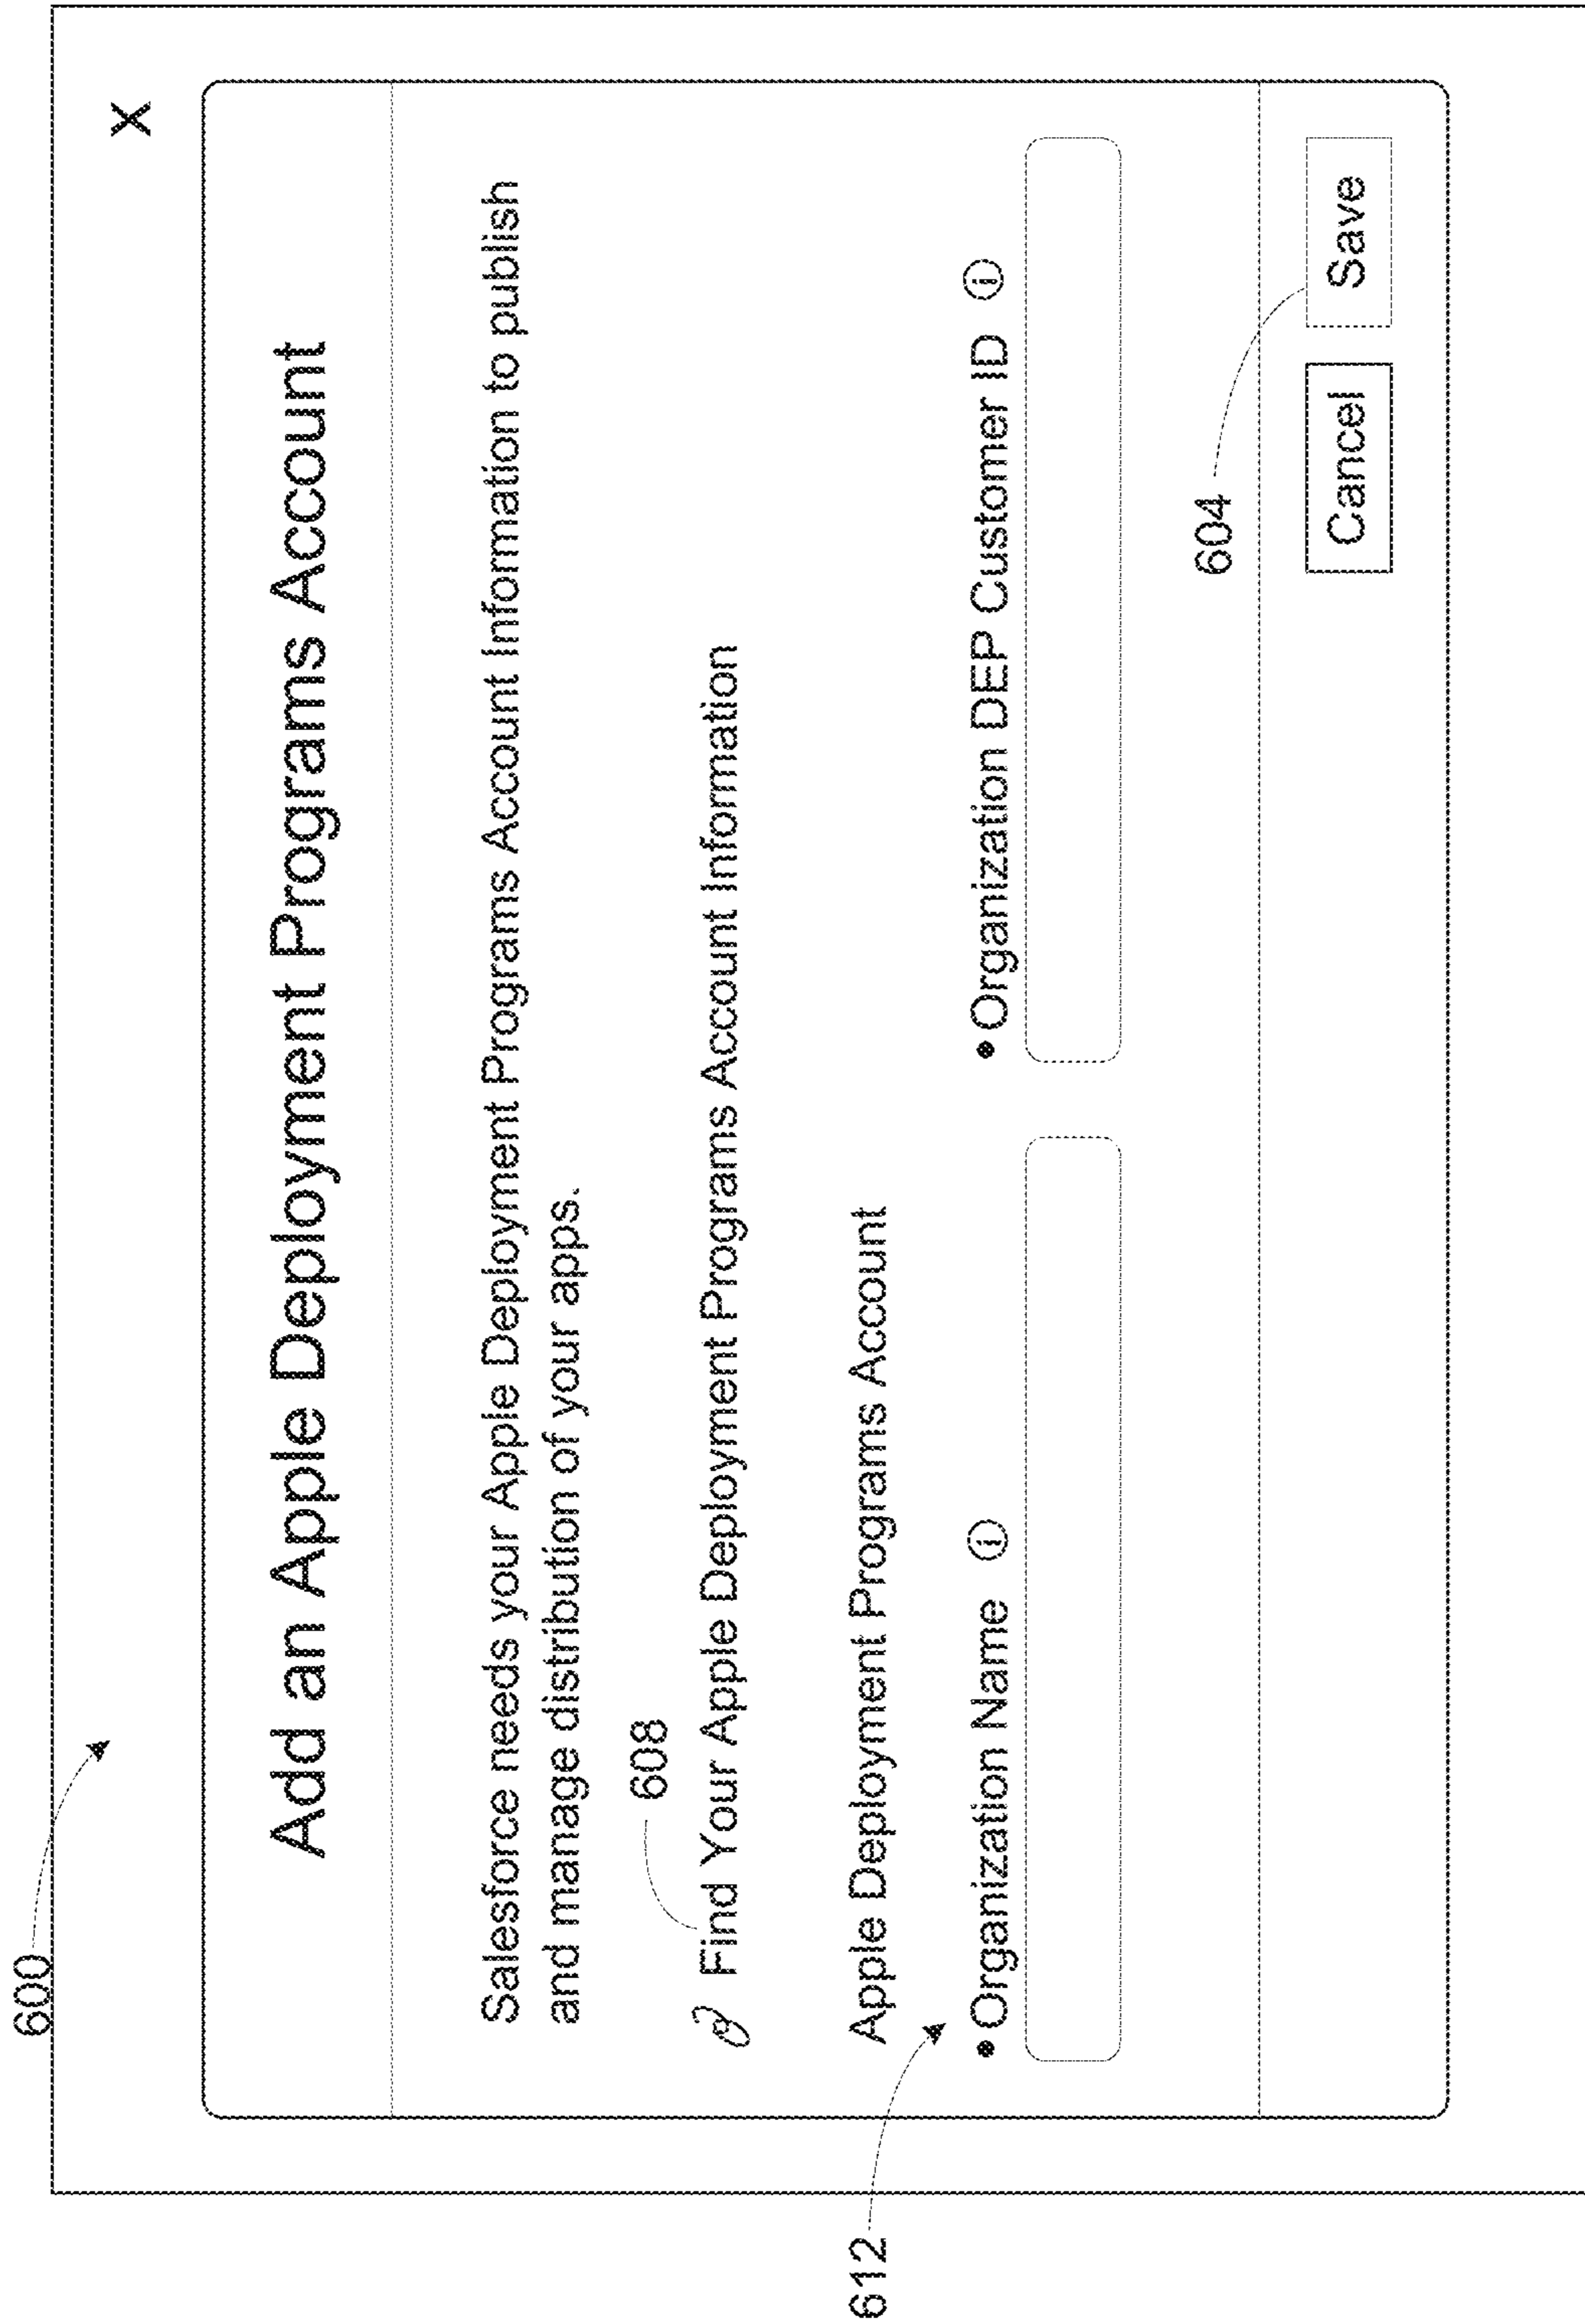 600
X
Add an Apple Deployment Programs Account
Salesforce needs your Apple Deployment Programs Account Information to publish
and manage distribution of your apps.
608
Find Your Apple Deployment Programs Account Information
Apple Deployment Programs Account
612
• Organization Name ⓘ
• Organization DEP Customer ID ⓘ
604
Cancel
Save